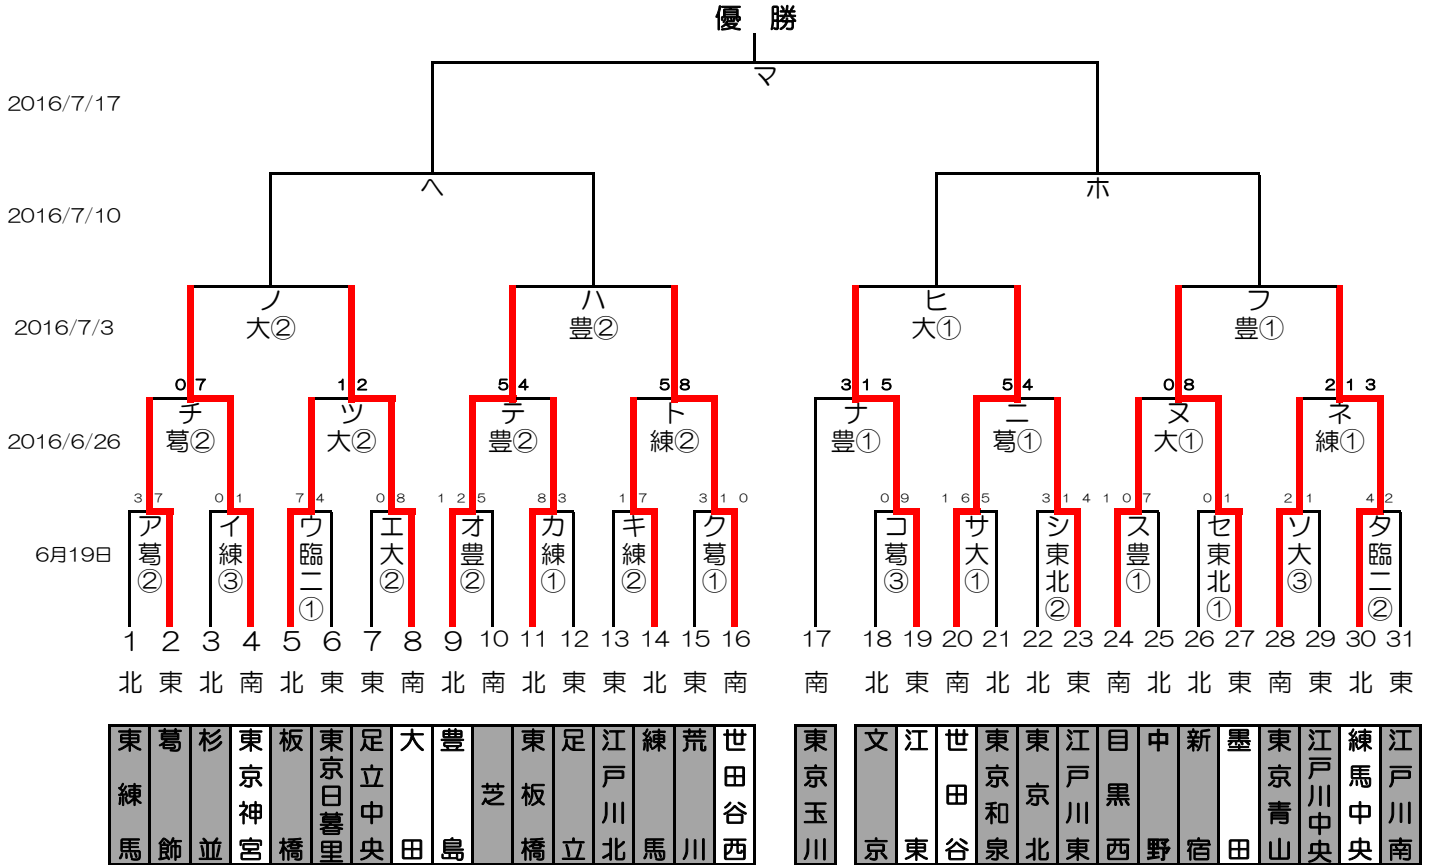 優　勝
マ
2016/7/17
ヘ ホ
2016/7/10
ノ ハ ヒ フ
2016/7/3 大② 豊② 大① 豊①
0 7 1 2 5 4 5 8 3 1 5 5 4 0 8 2 1 3
チ ツ テ ト ナ ニ ヌ ネ
2016/6/26 葛② 大② 豊② 練② 豊① 葛① 大① 練①
3 7 0 1 7 4 0 8 1 2 5 8 3 1 7 3 1 0 0 9 1 6 5 3 1 4 1 0 7 0 1 2 1 4 2
6月19日
ア葛②
イ練③
ウ臨二①
エ大②
オ豊②
カ練①
キ練②
ク葛①
コ葛③
サ大①
シ東北②
ス豊①
セ東北①
ソ大③
タ臨二②
1 2 3 4 5 6 7 8 9 10 11 12 13 14 15 16 17 18 19 20 21 22 23 24 25 26 27 28 29 30 31
北 東 北 南 北 東 東 南 北 南 北 東 北 北 東 南 南 北 東 北 北 北 東 北 北 北 東 南 東 北 東
東練馬
葛飾
杉並
東京神宮
板橋
東京日暮里
足立中央
大田
豊島
芝
東板橋
足立
江戸川北
練馬
荒川
世田谷西
東京玉川
文京
江東
世田谷
東京和泉
東京北
江戸川東
目黒西
中野
新宿
墨田
東京青山
江戸川中央
練馬中央
江戸川南